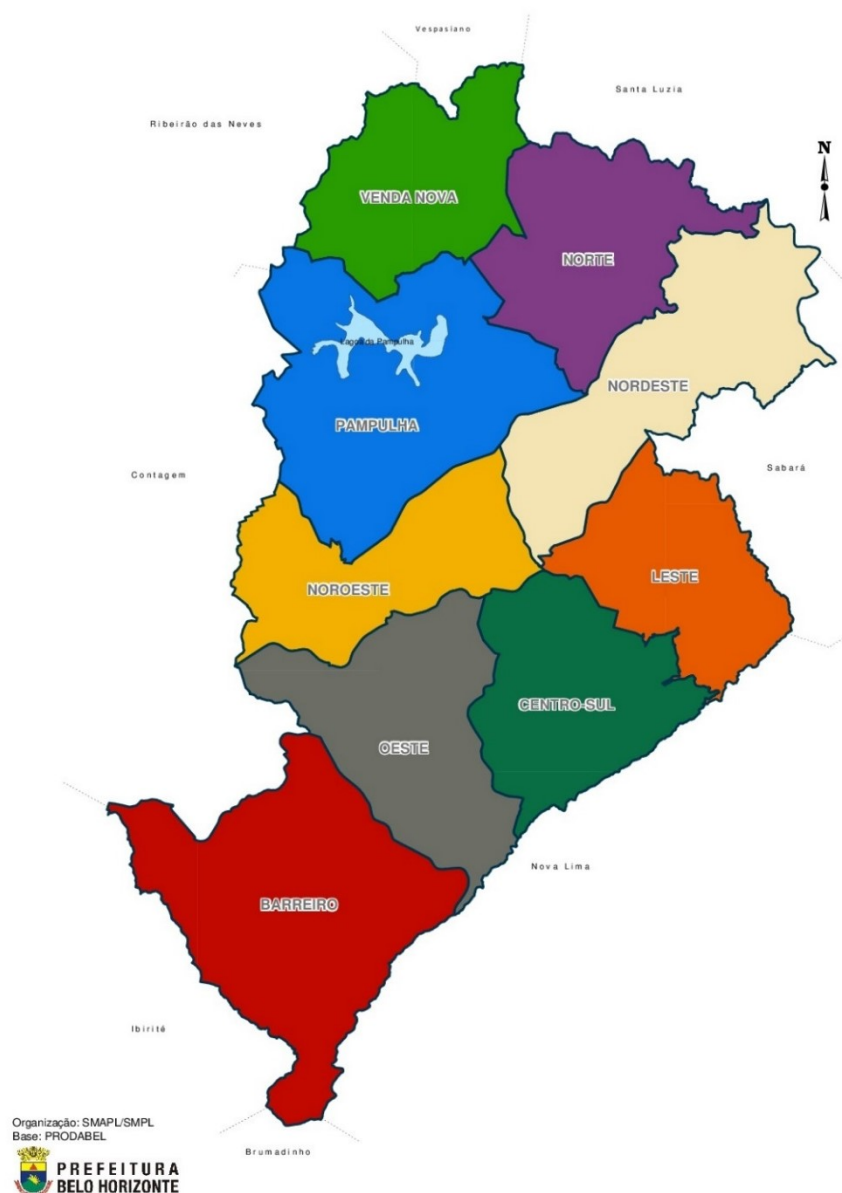 Vespasiano
Santa Luzia
Ribeirão das Neves
N
VENDA NOVA
NORTE
Lagoa da Pampulha
NORDESTE
PAMPULHA
Contagem
Sabará
LESTE
NOROESTE
CENTRO-SUL
OESTE
Nova Lima
BARREIRO
Ibirité
Organização: SMAPL/SMPL
Base: PRODABEL
Brumadinho
PREFEITURA
BELO HORIZONTE